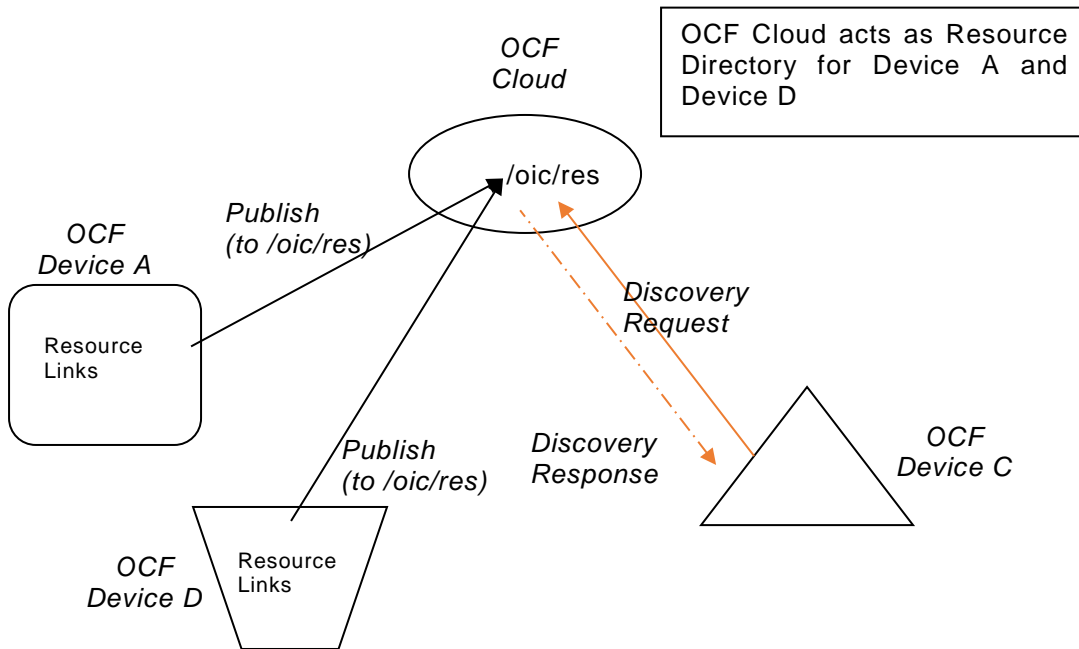 OCF
Cloud
OCF Cloud acts as Resource
Directory for Device A and
Device D
/oic/res
Publish
(to /oic/res)
OCF
Device A
Resource
Links
Discovery
Request
Publish
(to /oic/res)
Discovery
Response
OCF
Device C
OCF
Device D
Resource
Links